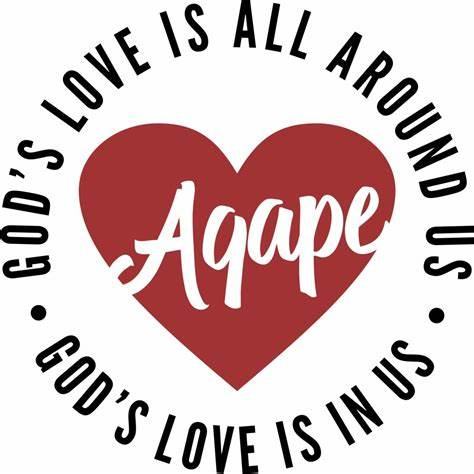 GOD'S LOVE IS ALL AROUND US
Agape
• GOD'S LOVE IS IN US •